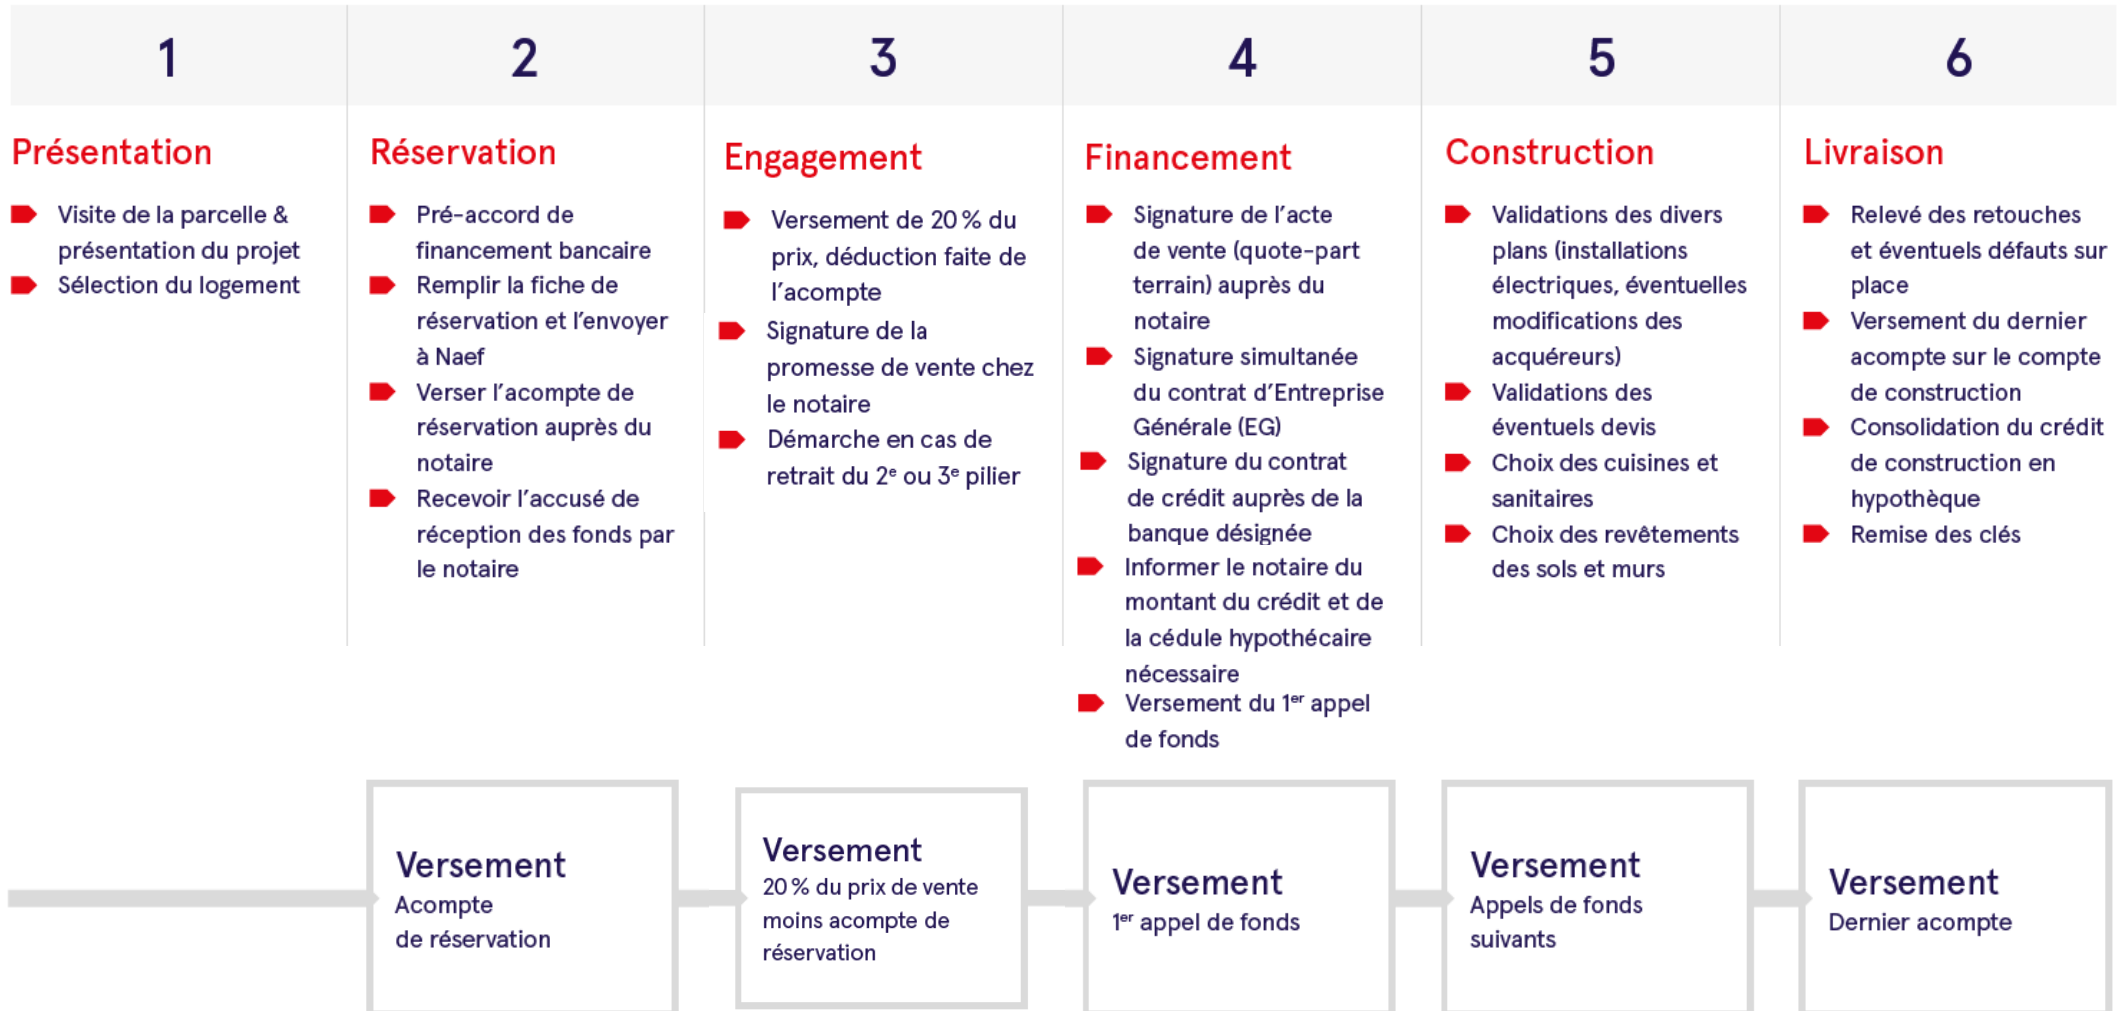 1
2
3
4
5
6
Présentation
Visite de la parcelle &
présentation du projet
Sélection du logement
Réservation
Pré-accord de
financement bancaire
Remplir la fiche de
réservation et l'envoyer
à Naef
Verser l'acompte de
réservation auprès du
notaire
Recevoir l'accusé de
réception des fonds par
le notaire
Engagement
Versement de 20 % du
prix, déduction faite de
l'acompte
Signature de la
promesse de vente chez
le notaire
Démarche en cas de
retrait du 2e ou 3e pilier
Financement
Signature de l'acte
de vente (quote-part
terrain) auprès du
notaire
Signature simultanée
du contrat d'Entreprise
Générale (EG)
Signature du contrat
de crédit auprès de la
banque désignée
Informer le notaire du
montant du crédit et de
la cédule hypothécaire
nécessaire
Versement du 1er appel
de fonds
Construction
Validations des divers
plans (installations
électriques, éventuelles
modifications des
acquéreurs)
Validations des
éventuels devis
Choix des cuisines et
sanitaires
Choix des revêtements
des sols et murs
Livraison
Relevé des retouches
et éventuels défauts sur
place
Versement du dernier
acompte sur le compte
de construction
Consolidation du crédit
de construction en
hypothèque
Remise des clés
Versement
Acompte
de réservation
Versement
20 % du prix de vente
moins acompte de
réservation
Versement
1er appel de fonds
Versement
Appels de fonds
suivants
Versement
Dernier acompte